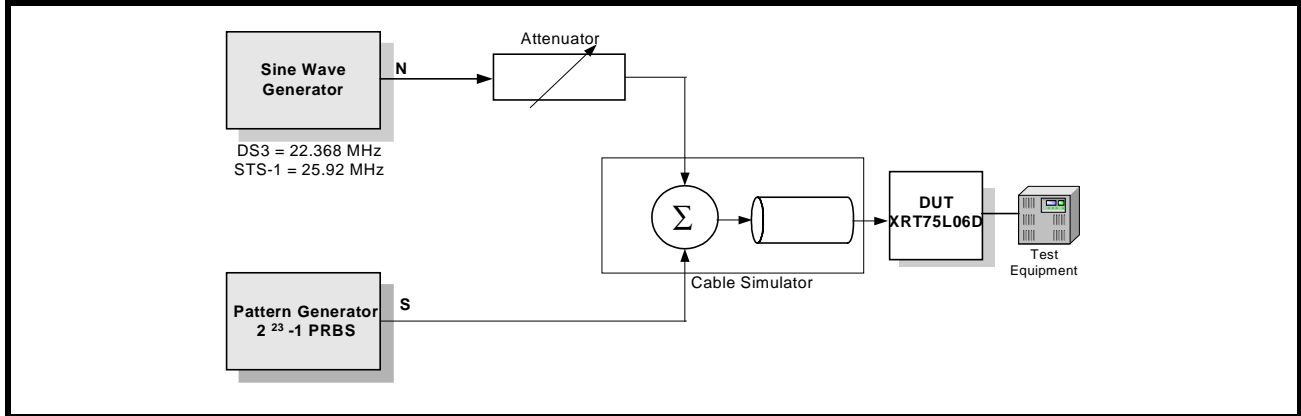 Attenuator
Sine Wave
Generator
N
DS3 = 22.368 MHz
STS-1 = 25.92 MHz
Σ
DUT
XRT75L06D
Test
Equipment
Cable Simulator
Pattern Generator
2 23 -1 PRBS
S